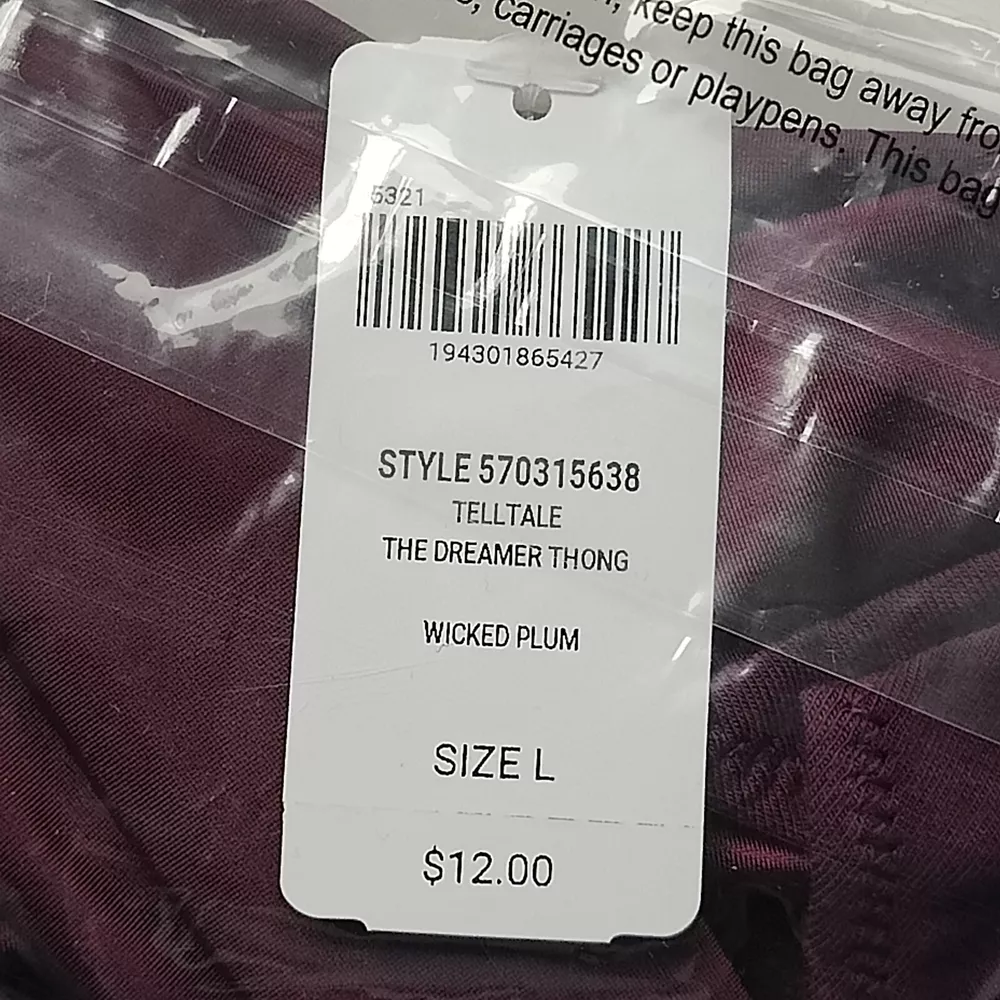 keep this bag away
carriages or playpens. This bag
5321
194301865427
STYLE 570315638
TELLTALE
THE DREAMER THONG
WICKED PLUM
SIZE L
$12.00